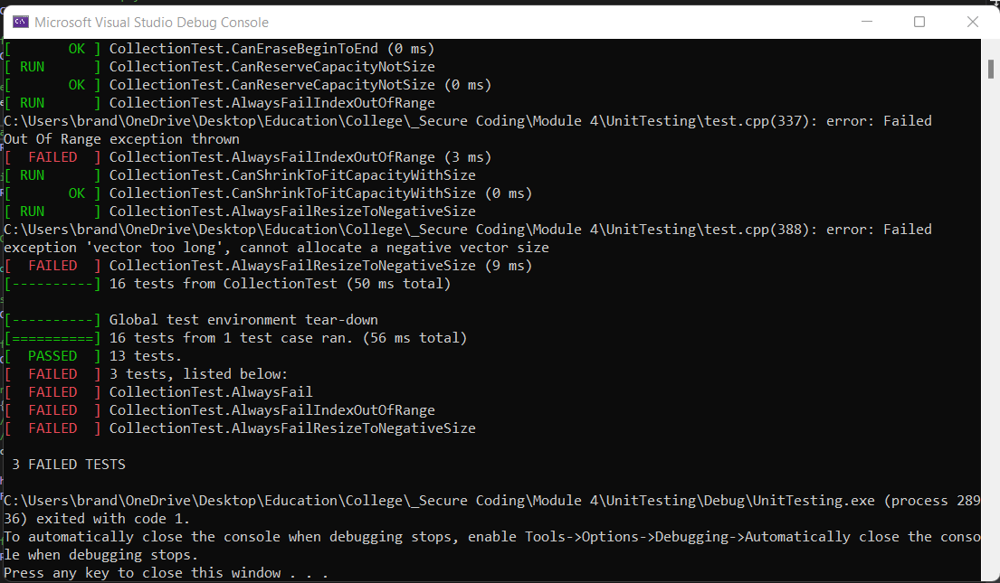 Microsoft Visual Studio Debug Console
[       OK ] CollectionTest.CanEraseBeginToEnd (0 ms)
[ RUN      ] CollectionTest.CanReserveCapacityNotSize
[       OK ] CollectionTest.CanReserveCapacityNotSize (0 ms)
[ RUN      ] CollectionTest.AlwaysFailIndexOutOfRange
C:\Users\brand\OneDrive\Desktop\Education\College\_Secure Coding\Module 4\UnitTesting\test.cpp(337): error: Failed
Out Of Range exception thrown
[  FAILED  ] CollectionTest.AlwaysFailIndexOutOfRange (3 ms)
[ RUN      ] CollectionTest.CanShrinkToFitCapacityWithSize
[       OK ] CollectionTest.CanShrinkToFitCapacityWithSize (0 ms)
[ RUN      ] CollectionTest.AlwaysFailResizeToNegativeSize
C:\Users\brand\OneDrive\Desktop\Education\College\_Secure Coding\Module 4\UnitTesting\test.cpp(388): error: Failed
exception 'vector too long', cannot allocate a negative vector size
[  FAILED  ] CollectionTest.AlwaysFailResizeToNegativeSize (9 ms)
[----------] 16 tests from CollectionTest (50 ms total)
[----------] Global test environment tear-down
[==========] 16 tests from 1 test case ran. (56 ms total)
[  PASSED  ] 13 tests.
[  FAILED  ] 3 tests, listed below:
[  FAILED  ] CollectionTest.AlwaysFail
[  FAILED  ] CollectionTest.AlwaysFailIndexOutOfRange
[  FAILED  ] CollectionTest.AlwaysFailResizeToNegativeSize
3 FAILED TESTS
C:\Users\brand\OneDrive\Desktop\Education\College\_Secure Coding\Module 4\UnitTesting\Debug\UnitTesting.exe (process 289
36) exited with code 1.
To automatically close the console when debugging stops, enable Tools->Options->Debugging->Automatically close the conso
le when debugging stops.
Press any key to close this window . . .